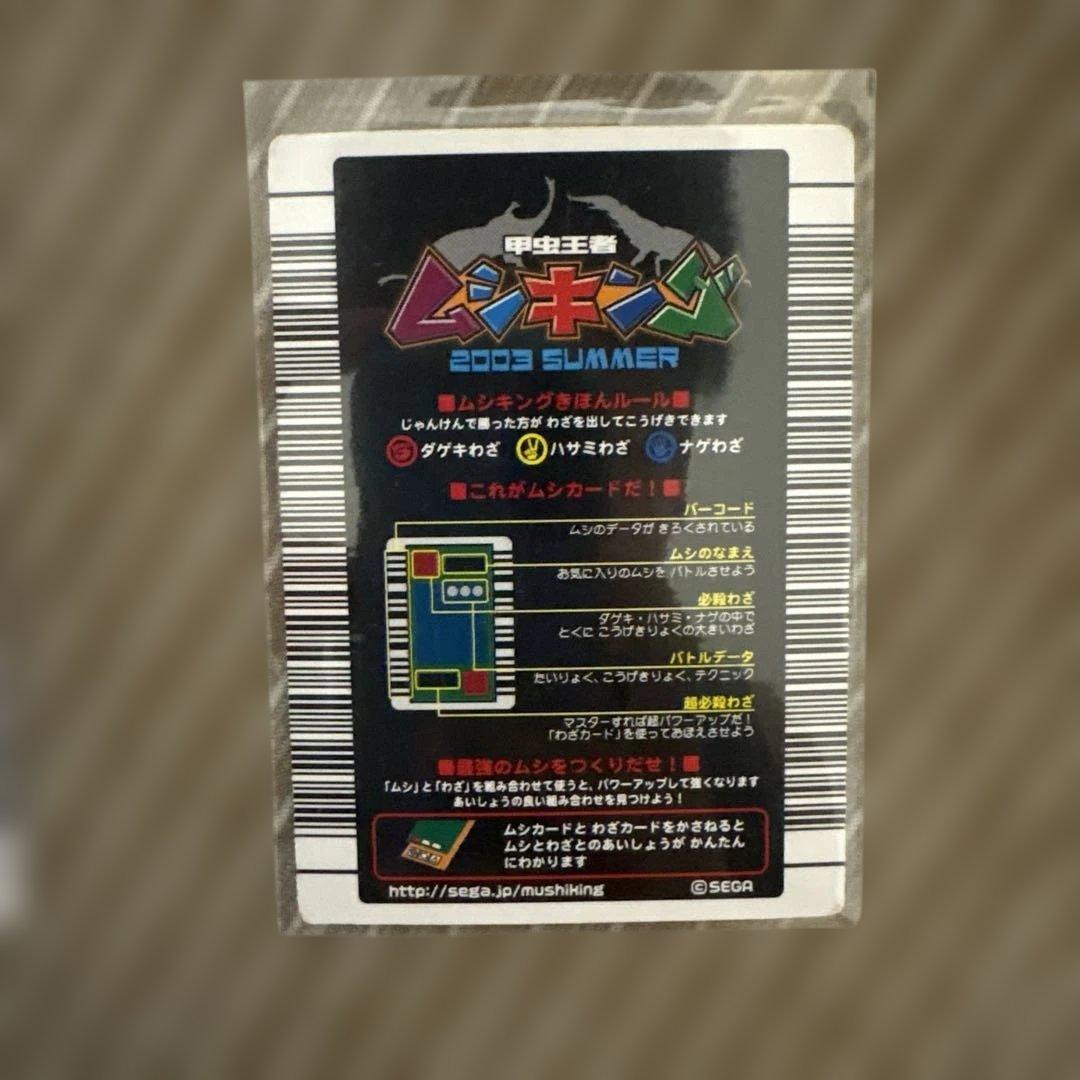 甲虫王者
ムシキング
2003 SUMMER
■ムシキングきほんルール■
じゃんけんで勝った方が わざを出してこうげきできます
ダゲキわざ ハサミわざ ナゲわざ
■これがムシカードだ!■
バーコード
ムシのデータが きろくされている
ムシのなまえ
お気に入りのムシを バトルさせよう
必殺わざ
ダゲキ・ハサミ・ナゲの中で
とくに こうげきりょくの大きいわざ
バトルデータ
たいりょく、こうげきりょく、テクニック
超必殺わざ
マスターすれば超パワーアップだ!
「わざカード」を使っておぼえさせよう
■最強のムシをつくりだせ!■
「ムシ」と「わざ」を組み合わせて使うと、パワーアップして強くなります
あいしょうの良い組み合わせを見つけよう!
ムシカードと わざカードをかさねると
ムシとわざとのあいしょうが かんたん
にわかります
http://sega.jp/mushiking ©SEGA